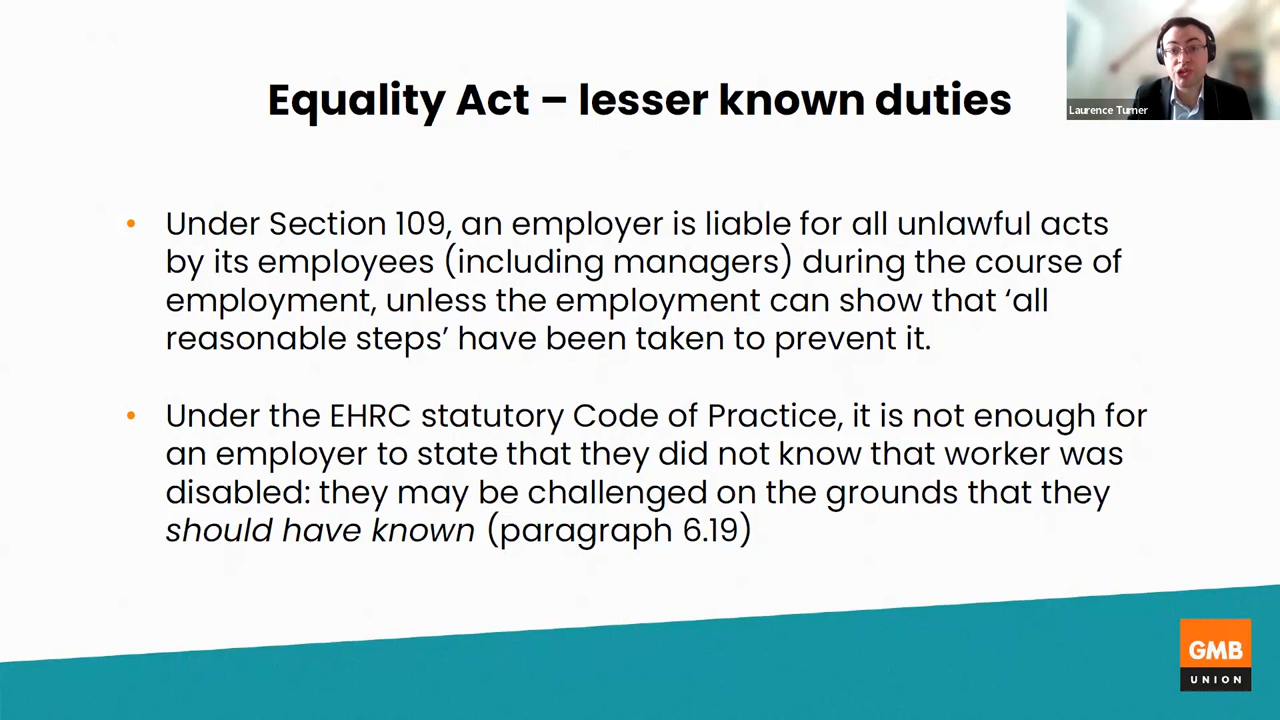 Equality Act – lesser known duties
Laurence Turner
• Under Section 109, an employer is liable for all unlawful acts
by its employees (including managers) during the course of
employment, unless the employment can show that ‘all
reasonable steps’ have been taken to prevent it.
• Under the EHRC statutory Code of Practice, it is not enough for
an employer to state that they did not know that worker was
disabled: they may be challenged on the grounds that they
should have known (paragraph 6.19)
GMB
UNION